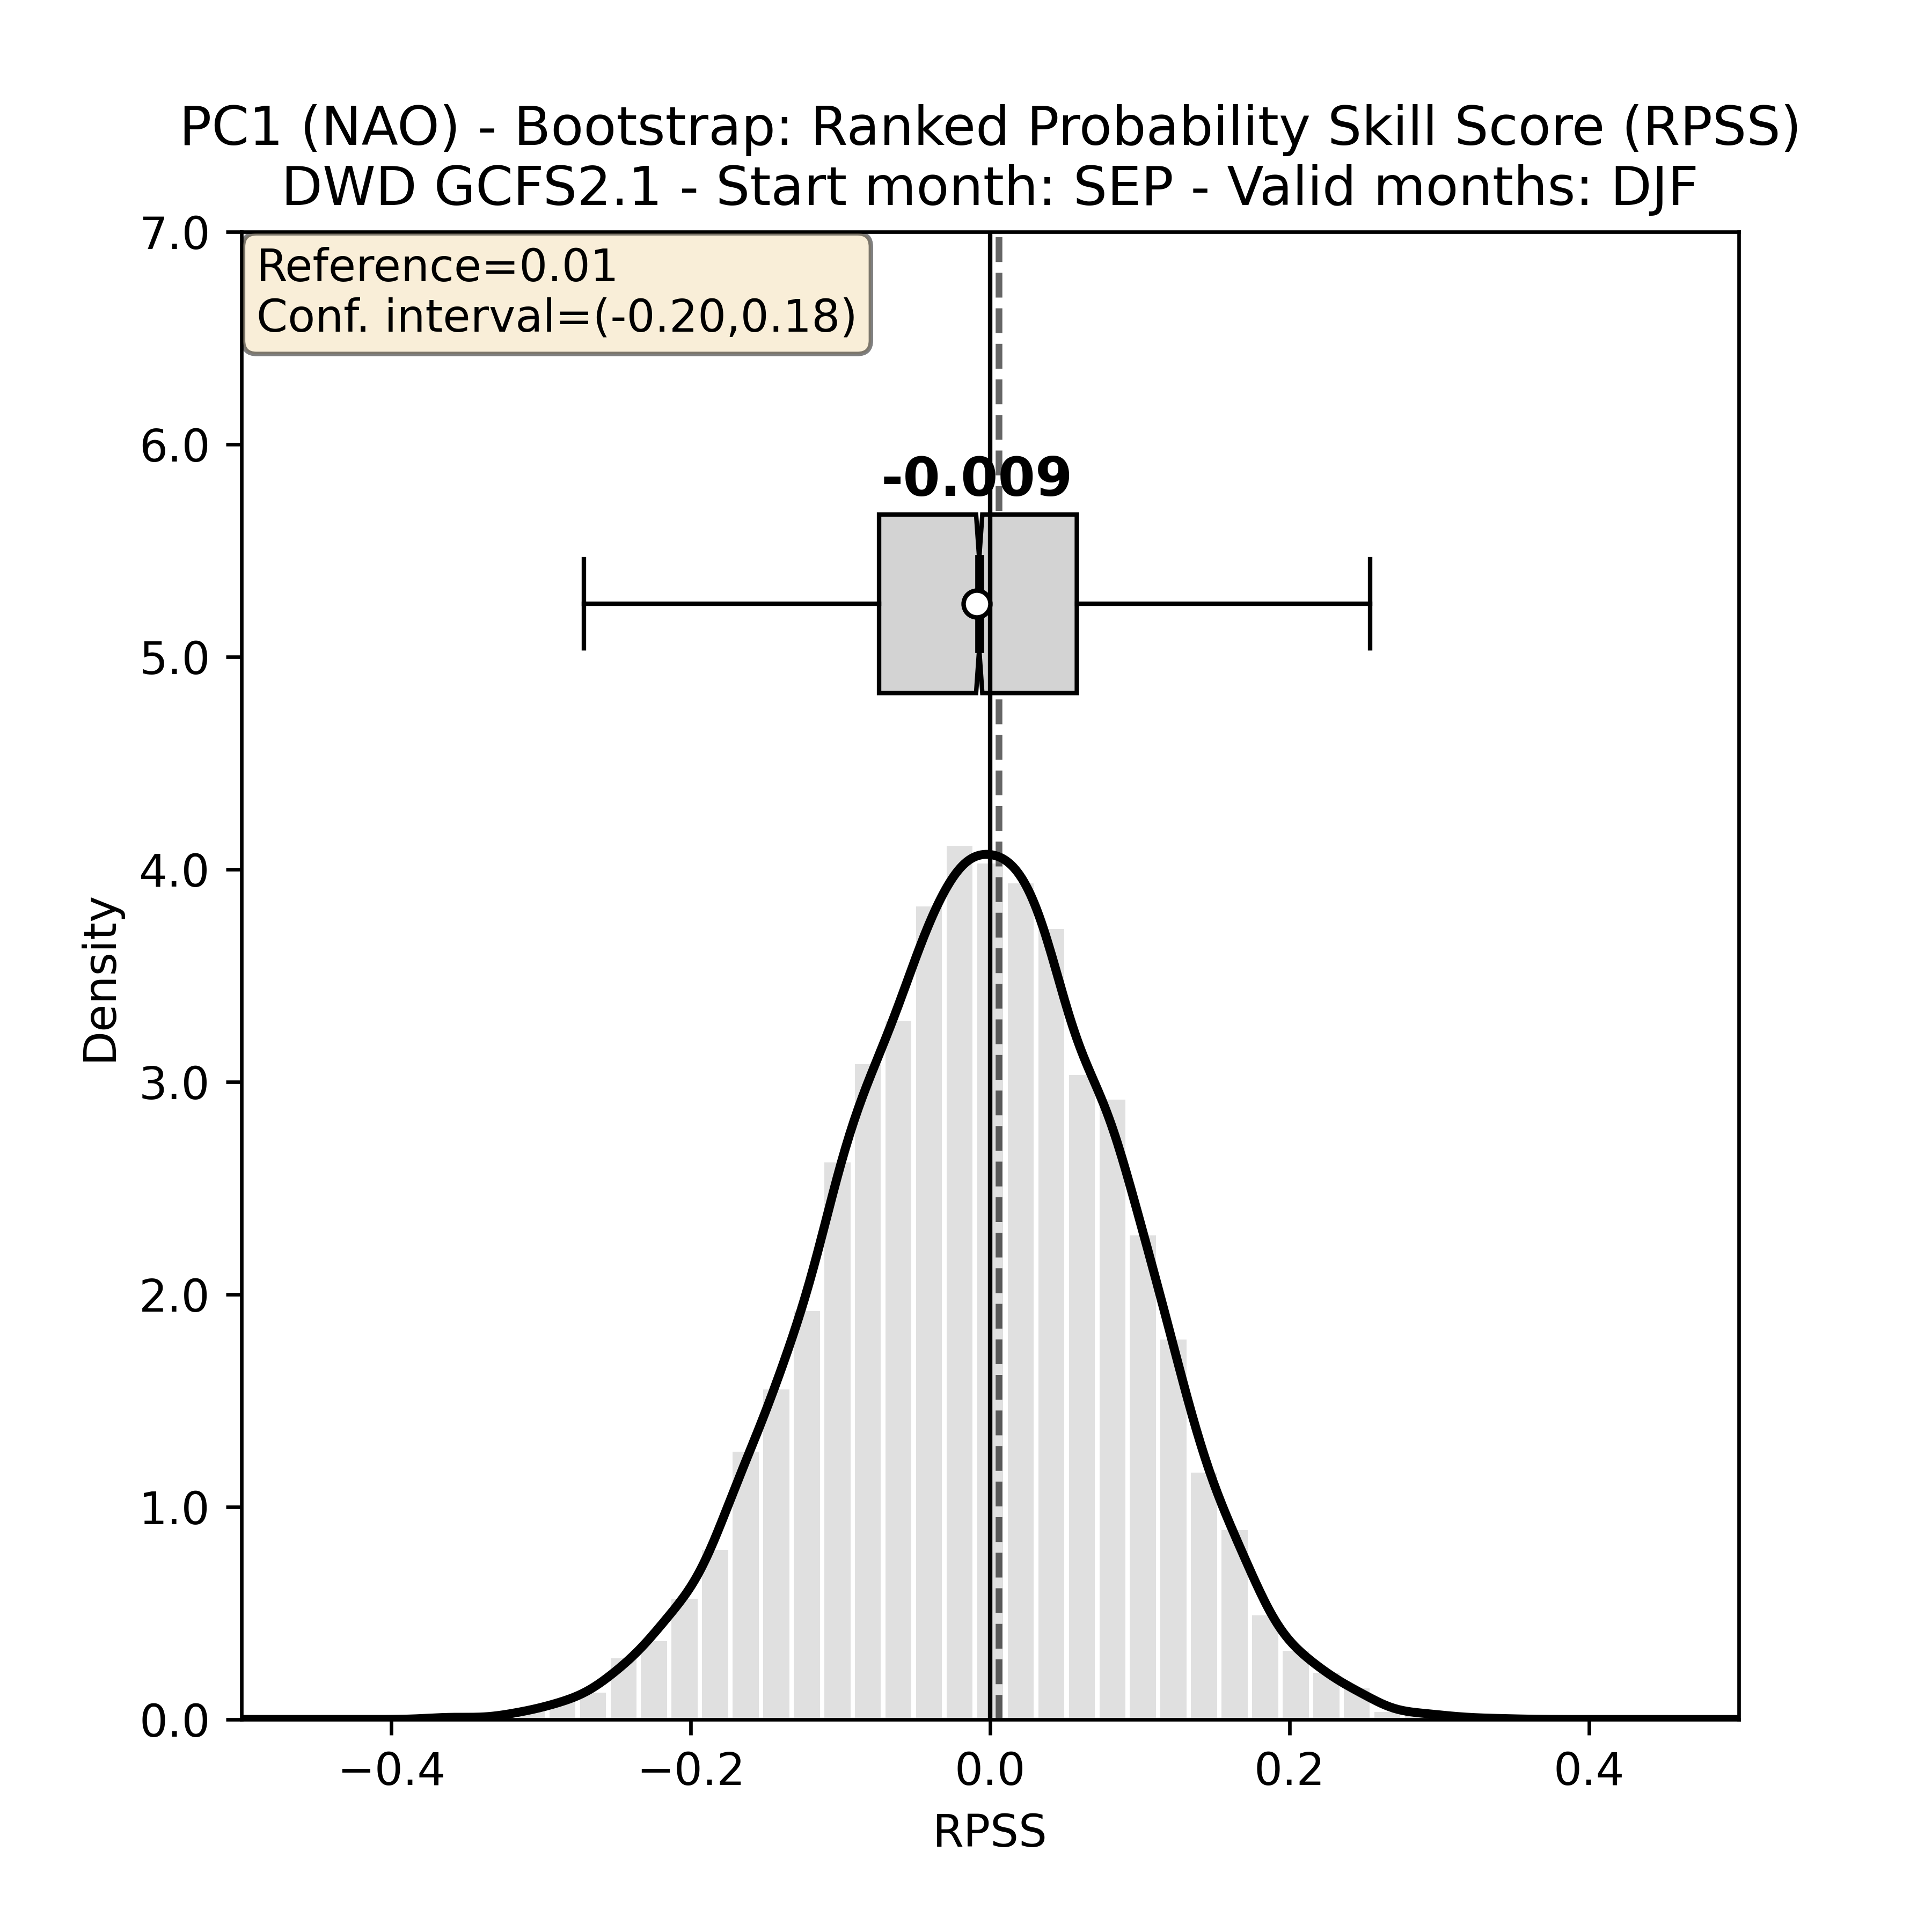 PC1 (NAO) - Bootstrap: Ranked Probability Skill Score (RPSS)
DWD GCFS2.1 - Start month: SEP - Valid months: DJF
Reference=0.01
Conf. interval=(-0.20,0.18)
-0.009
7.0
6.0
5.0
4.0
3.0
2.0
1.0
0.0
Density
−0.4
−0.2
0.0
0.2
0.4
RPSS